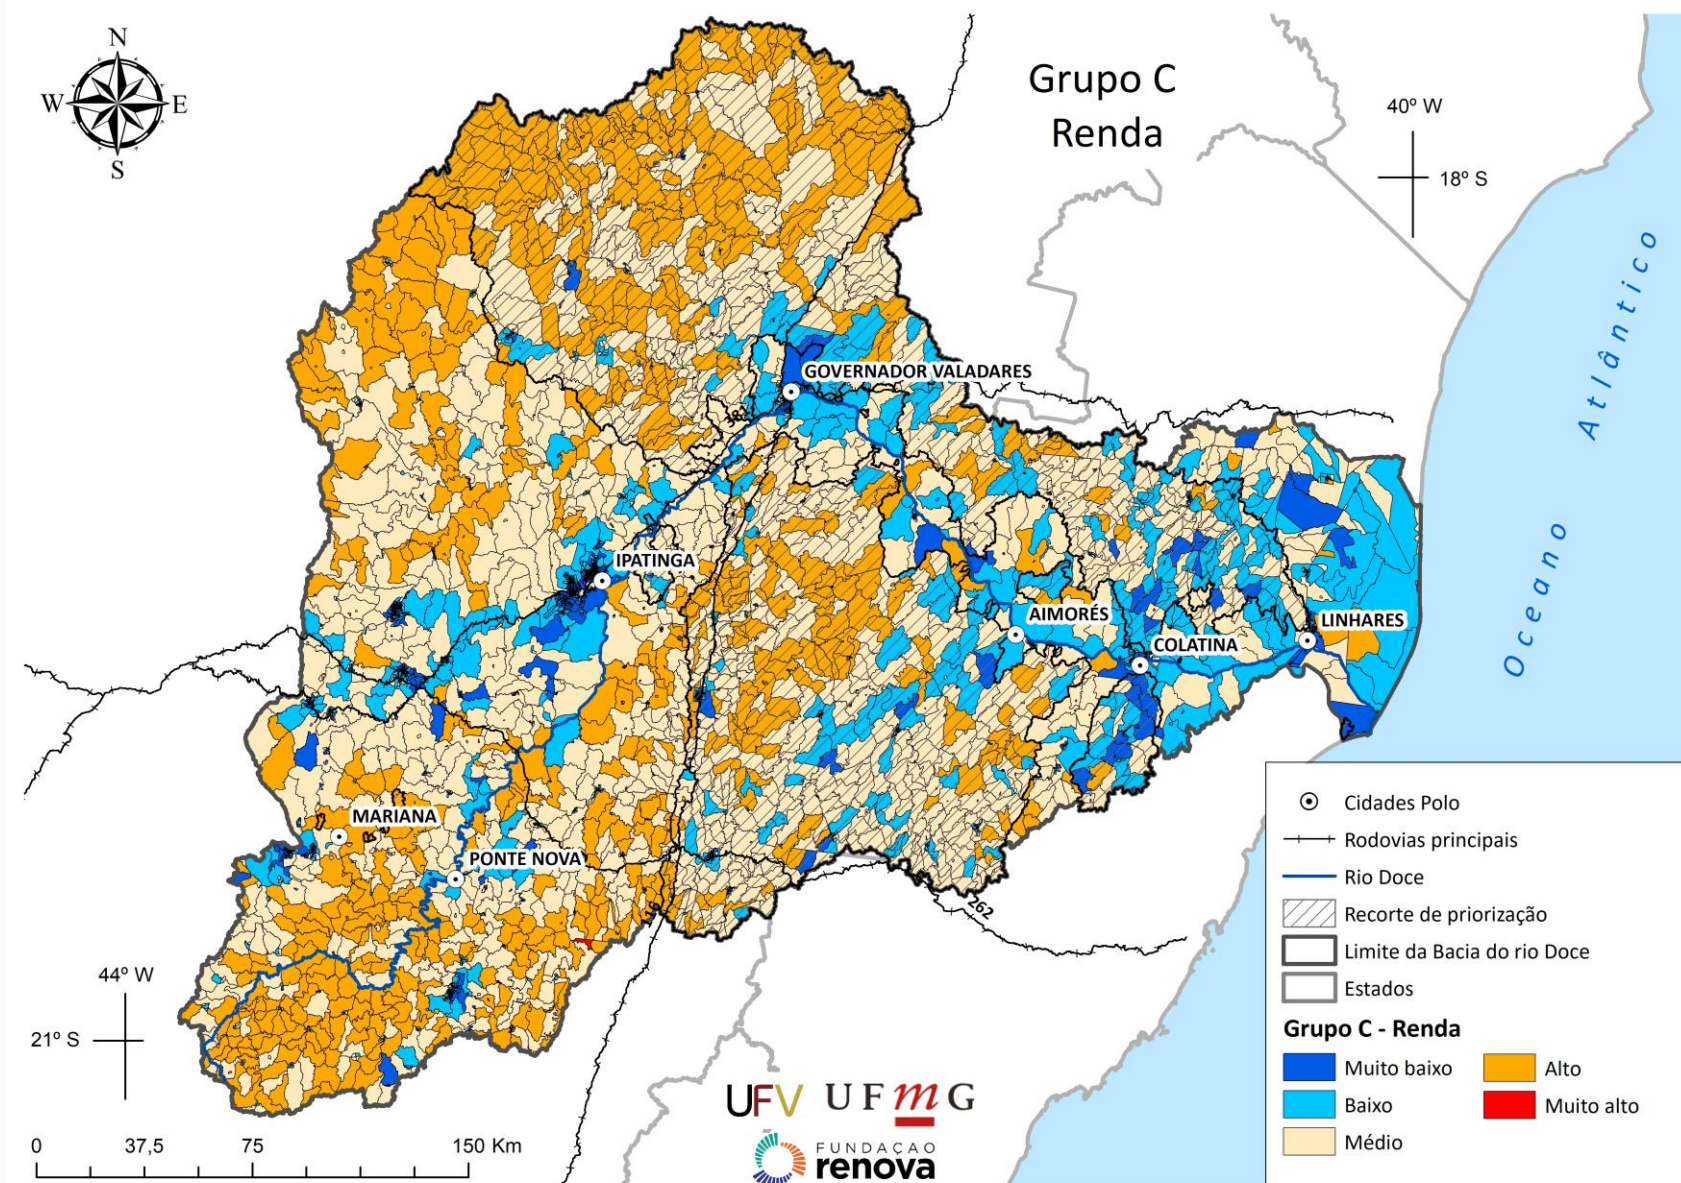 N
W
E
S
Grupo C
Renda
40º W
18º S
Oceano Atlântico
GOVERNADOR VALADARES
IPATINGA
AIMORÉS
COLATINA
LINHARES
MARIANA
PONTE NOVA
262
44º W
21º S
0 37,5 75 150 Km
UFV UFmG
FUNDAÇÃO
renova
Cidades Polo
Rodovias principais
Rio Doce
Recorte de priorização
Limite da Bacia do rio Doce
Estados
Grupo C - Renda
Muito baixo
Alto
Baixo
Muito alto
Médio